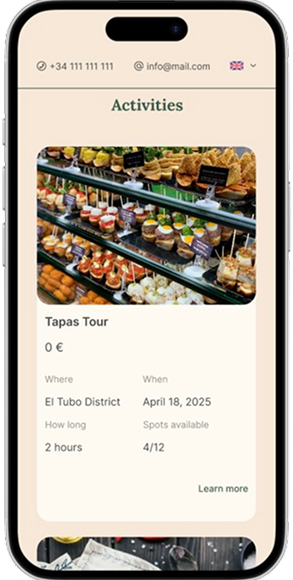 +34 111 111 111 info@mail.com
Activities
Tapas Tour
0 €
Where When
El Tubo District April 18, 2025
How long Spots available
2 hours 4/12
Learn more